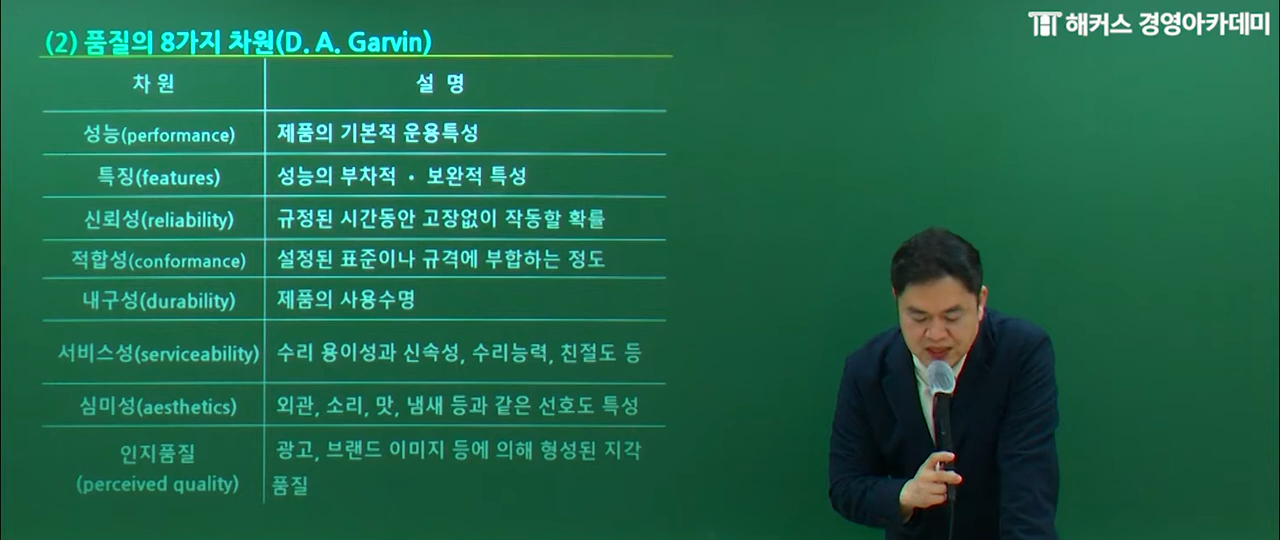 해커스 경영아카데미
(2) 품질의 8가지 차원(D. A. Garvin)
차 원 설 명
성능(performance) 제품의 기본적 운용특성
특징(features) 성능의 부차적 · 보완적 특성
신뢰성(reliability) 규정된 시간동안 고장없이 작동할 확률
적합성(conformance) 설정된 표준이나 규격에 부합하는 정도
내구성(durability) 제품의 사용수명
서비스성(serviceability) 수리 용이성과 신속성, 수리능력, 친절도 등
심미성(aesthetics) 외관, 소리, 맛, 냄새 등과 같은 선호도 특성
인지품질 광고, 브랜드 이미지 등에 의해 형성된 지각
(perceived quality) 품질